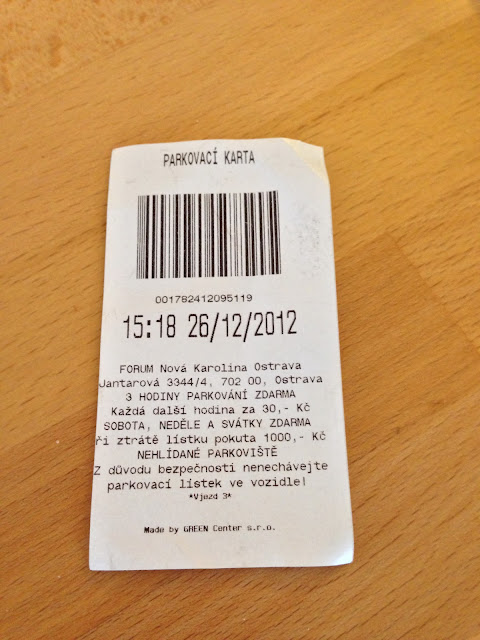 PARKOVACÍ KARTA
001782412095119
15:18 26/12/2012
FORUM Nová Karolina Ostrava
Jantarová 3344/4, 702 00, Ostrava
3 HODINY PARKOVÁNÍ ZDARMA
Každá další hodina za 30,- Kč
SOBOTA, NEDĚLE A SVÁTKY ZDARMA
ři ztrátě lístku pokuta 1000,- Kč
NEHLÍDANÉ PARKOVIŠTĚ
Z důvodu bezpečnosti nenechávejte
parkovací lístek ve vozidle!
*Vjezd 3*
Made by GREEN Center s.r.o.